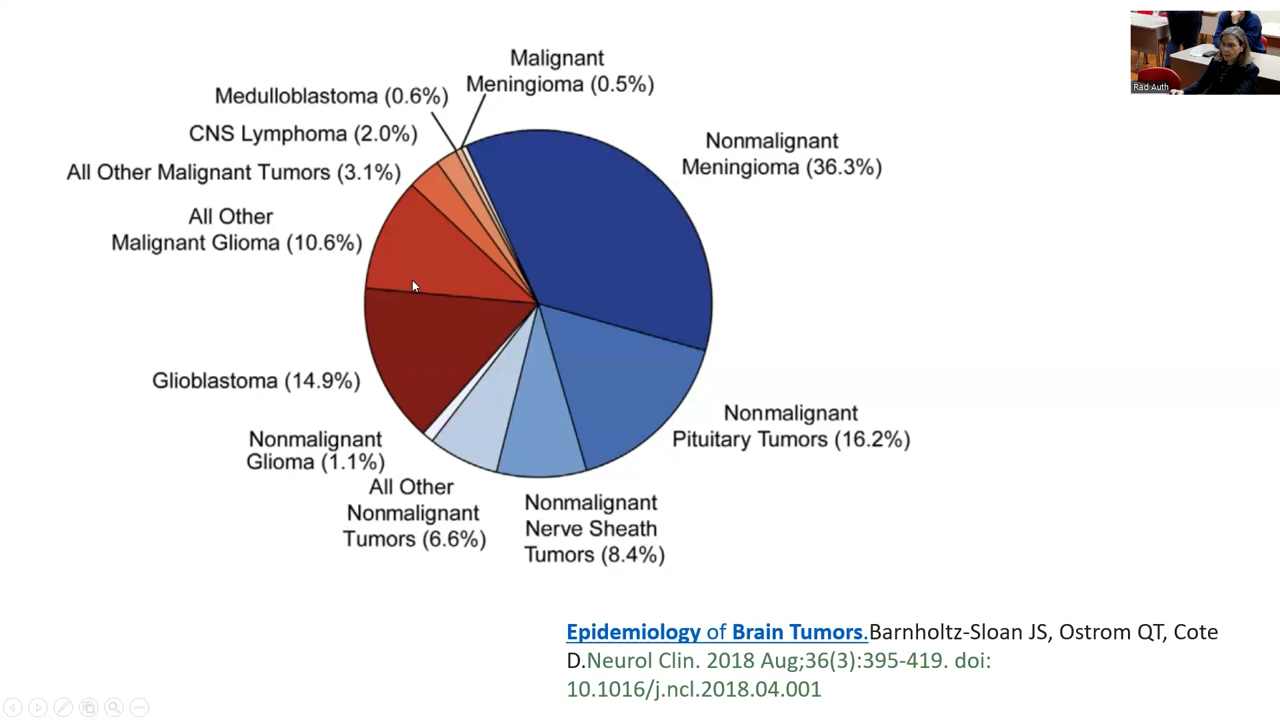 Malignant
Meningioma (0.5%)
Medulloblastoma (0.6%)
CNS Lymphoma (2.0%)
All Other Malignant Tumors (3.1%)
All Other
Malignant Glioma (10.6%)
Glioblastoma (14.9%)
Nonmalignant
Glioma (1.1%)
All Other
Nonmalignant
Tumors (6.6%)
Nonmalignant
Nerve Sheath
Tumors (8.4%)
Nonmalignant
Pituitary Tumors (16.2%)
Nonmalignant
Meningioma (36.3%)
Rad Auth
Epidemiology of Brain Tumors.Barnholtz-Sloan JS, Ostrom QT, Cote
D.Neurol Clin. 2018 Aug;36(3):395-419. doi:
10.1016/j.ncl.2018.04.001